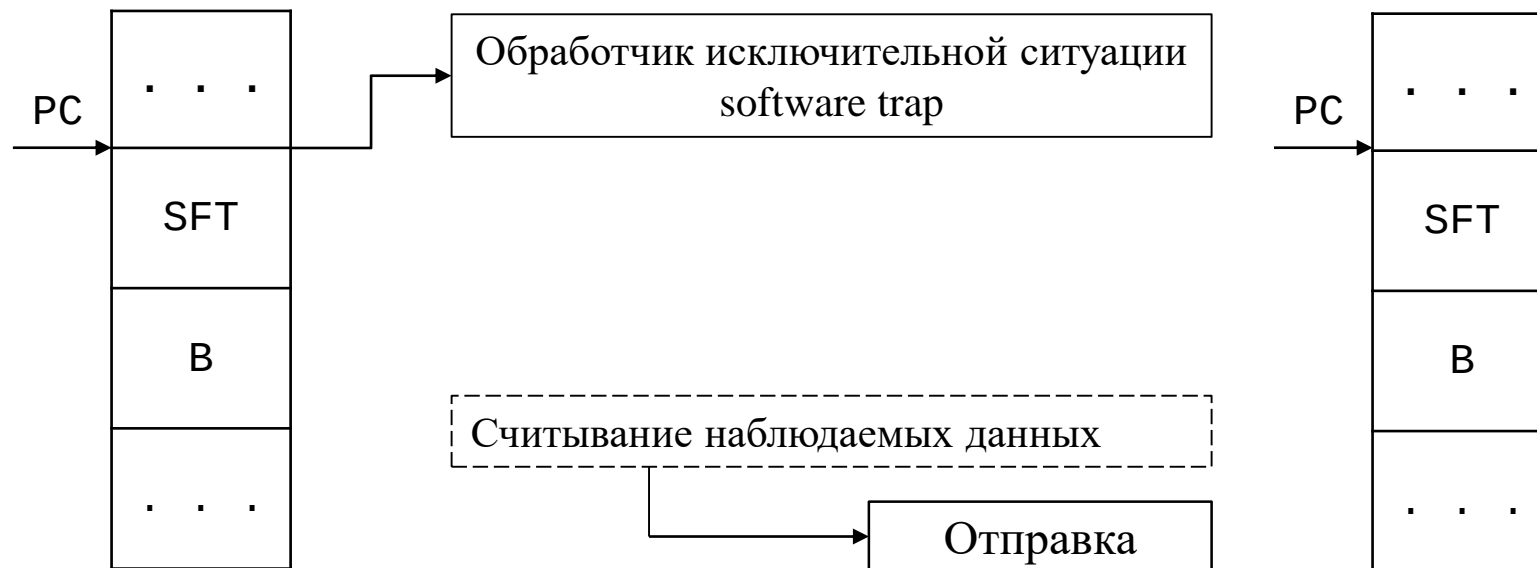 . . .
PC
SFT
B
. . .
Обработчик исключительной ситуации
software trap
Считывание наблюдаемых данных
Отправка
. . .
PC
SFT
B
. . .